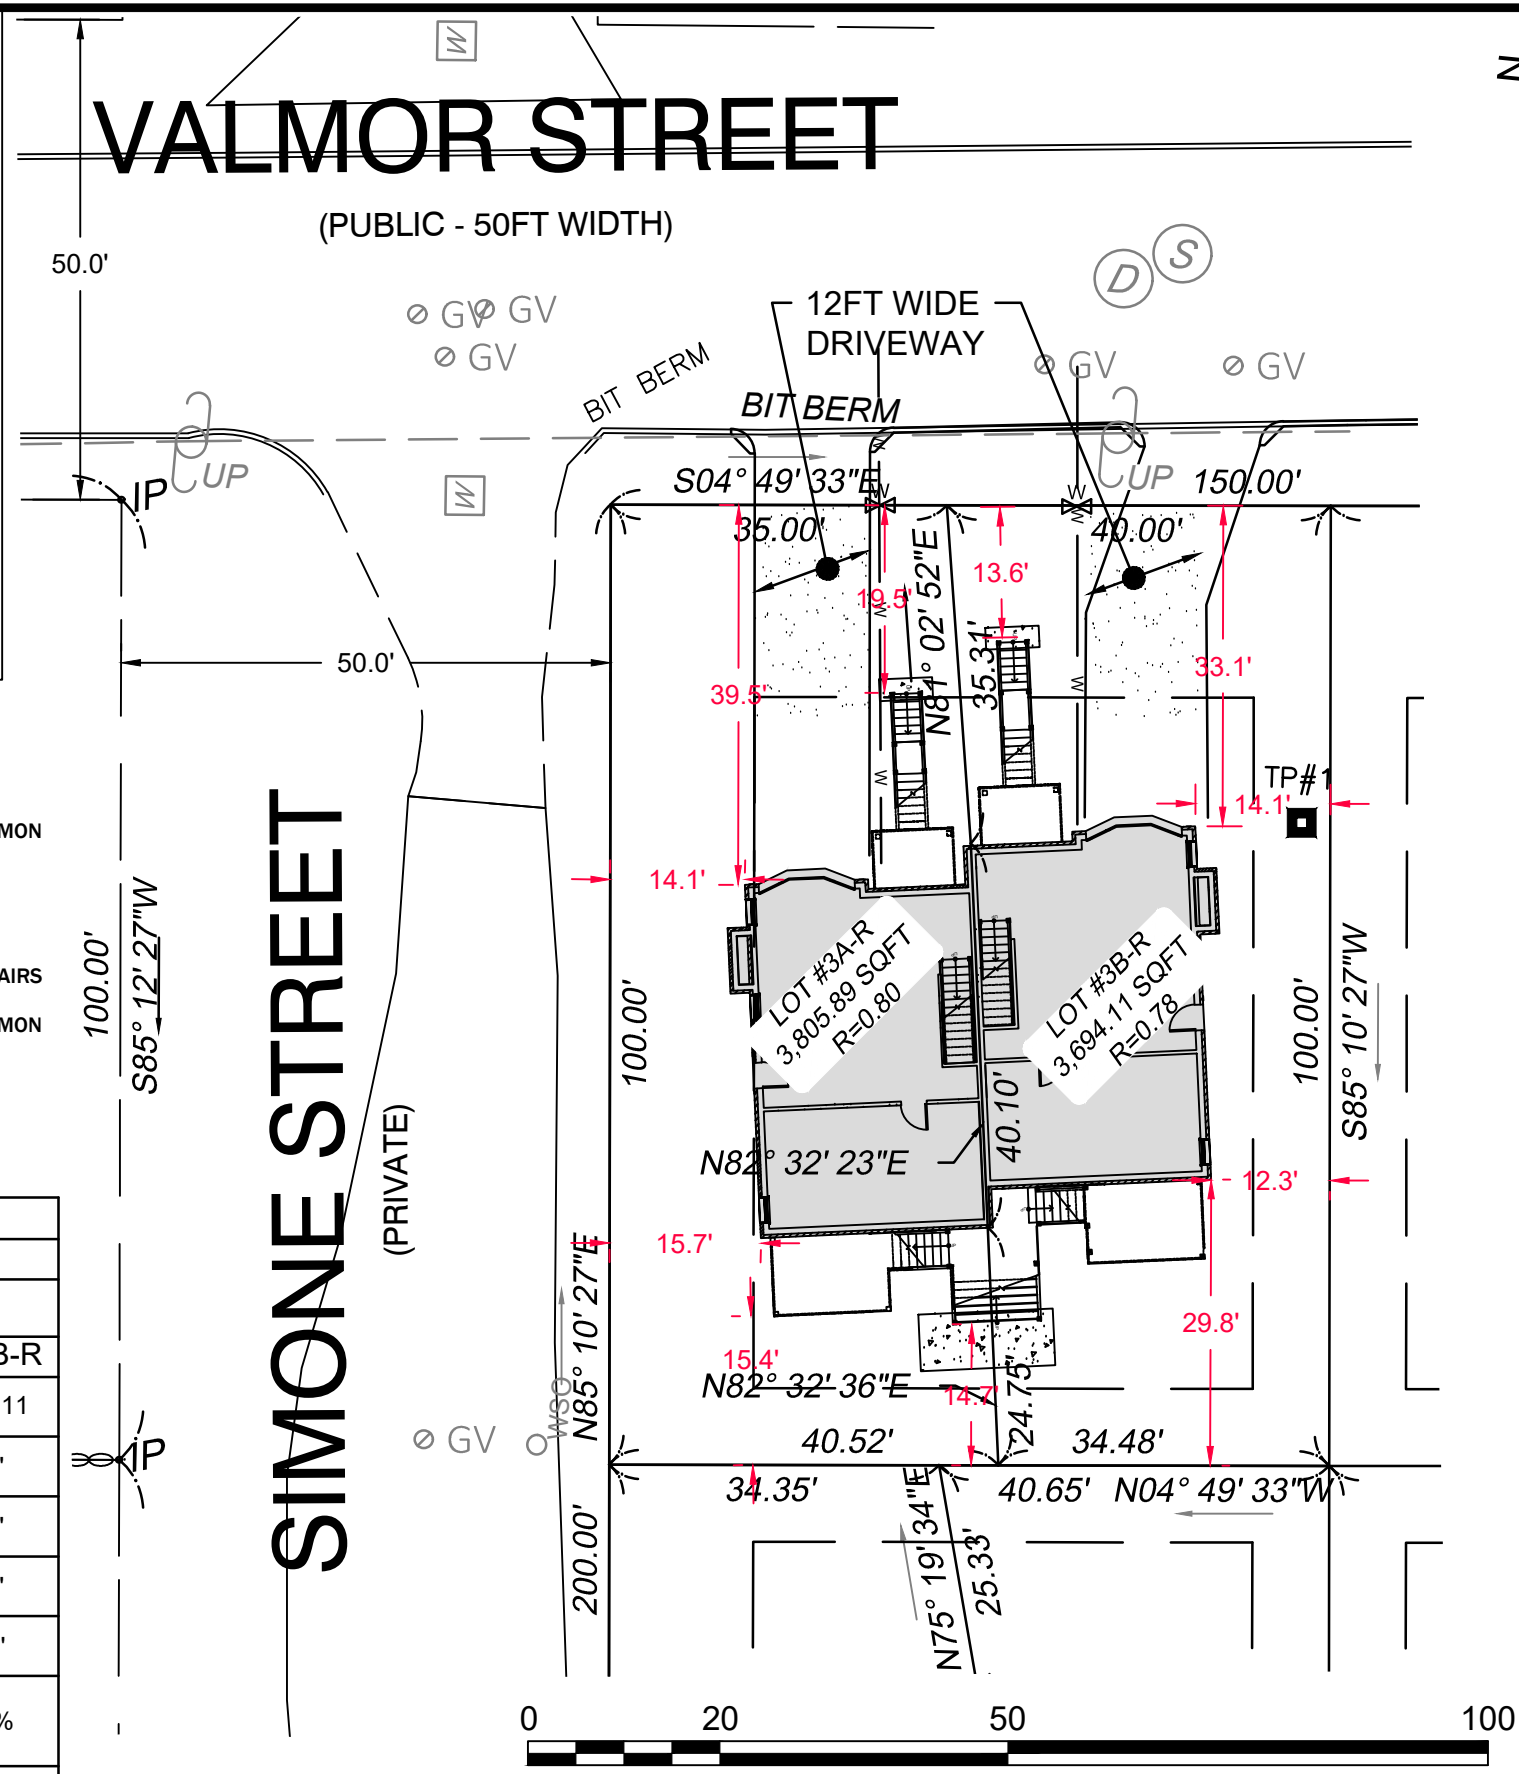 W
N
VALMOR STREET
(PUBLIC - 50FT WIDTH)
50.0'
D
S
GV
GV
GV
12FT WIDE
DRIVEWAY
GV
GV
BIT BERM
BIT BERM
UP
UP
IP
W
S04° 49' 33"E
150.00'
35.00'
40.00'
W
W
W
W
13.6'
19.5'
W
N81° 02' 52"E
35.31'
50.0'
39.5'
33.1'
W
W
TP#1
14.1'
MON
14.1'
SIMONE STREET
(PRIVATE)
100.00'
S85° 12' 27"W
AIRS
MON
100.00'
LOT #3A-R
3,805.89 SQFT
R=0.80
LOT #3B-R
3,694.11 SQFT
R=0.78
100.00'
S85° 10' 27"W
40.10'
N82° 32' 23"E
12.3'
15.7'
N85° 10' 27"E
29.8'
15.4'
N82° 32' 36"E
14.7'
24.75'
3-R
11
WSO
GV
IP
40.52'
34.48'
34.35'
40.65'
N04° 49' 33"W
N75° 19' 34"E
25.33'
200.00'
%
0
20
50
100